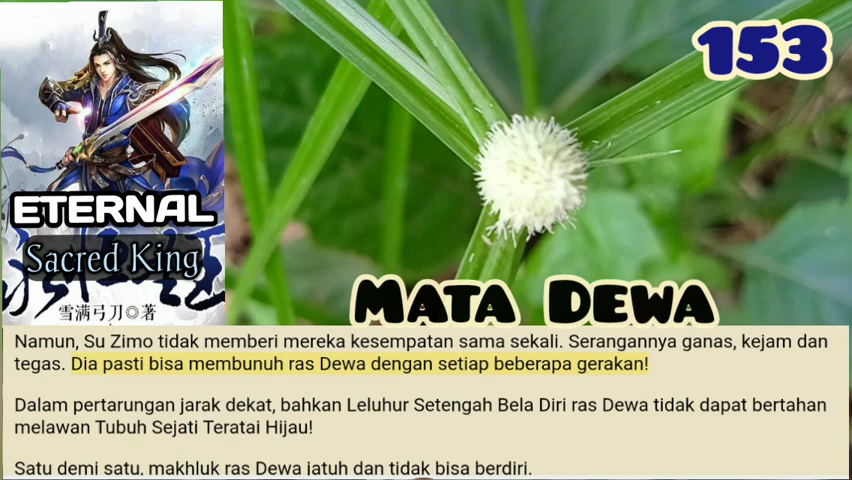 153
ETERNAL
Sacred King
雪满弓刀◎著
MATA DEWA
Namun, Su Zimo tidak memberi mereka kesempatan sama sekali. Serangannya ganas, kejam dan
tegas. Dia pasti bisa membunuh ras Dewa dengan setiap beberapa gerakan!
Dalam pertarungan jarak dekat, bahkan Leluhur Setengah Bela Diri ras Dewa tidak dapat bertahan
melawan Tubuh Sejati Teratai Hijau!
Satu demi satu, makhluk ras Dewa jatuh dan tidak bisa berdiri.